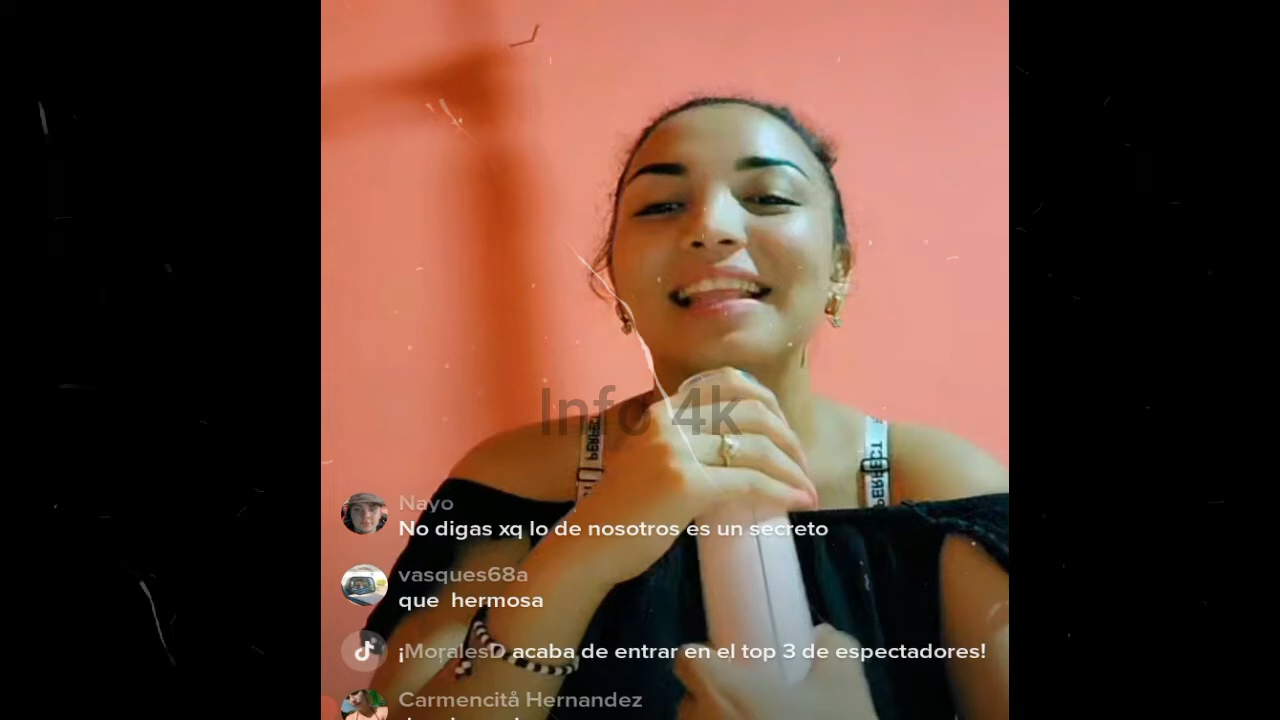 Info 4k
PERFECT
PERFECT
Nayo
No digas xq lo de nosotros es un secreto
vasques68a
que hermosa
¡MoralesD acaba de entrar en el top 3 de espectadores!
Carmencitå Hernandez